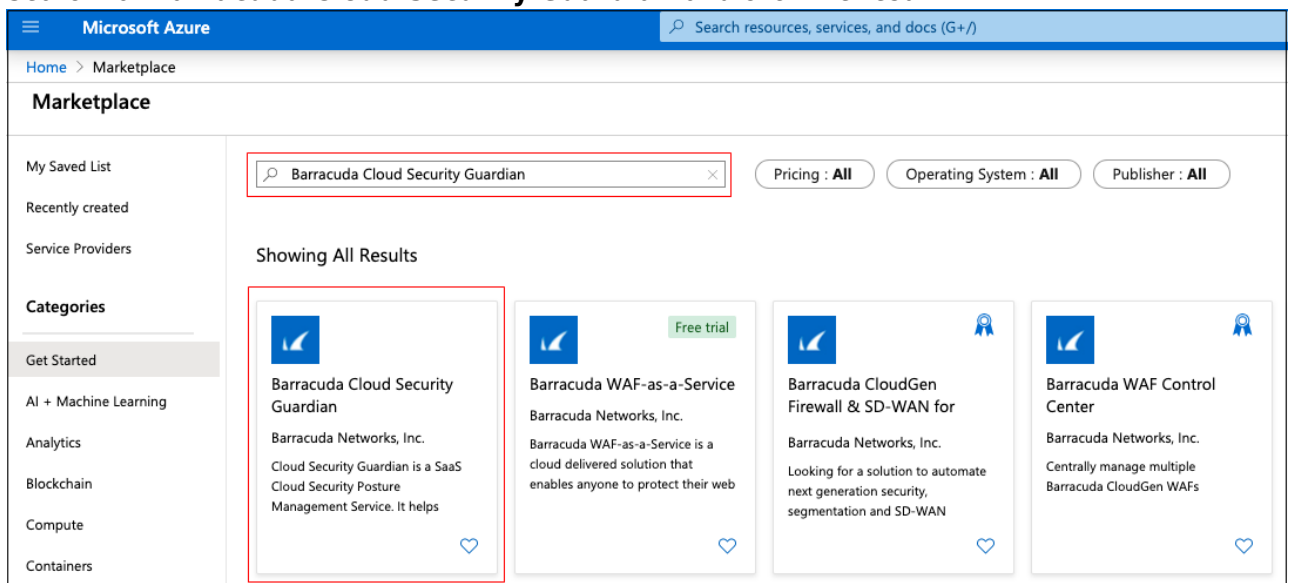 Microsoft Azure
Search resources, services, and docs (G+/)
Home > Marketplace
Marketplace
My Saved List
Recently created
Service Providers
Categories
Get Started
AI + Machine Learning
Analytics
Blockchain
Compute
Containers
Barracuda Cloud Security Guardian
Pricing : All
Operating System : All
Publisher : All
Showing All Results
Barracuda Cloud Security
Guardian
Barracuda Networks, Inc.
Cloud Security Guardian is a SaaS
Cloud Security Posture
Management Service. It helps
Free trial
Barracuda WAF-as-a-Service
Barracuda Networks, Inc.
Barracuda WAF-as-a-Service is a
cloud delivered solution that
enables anyone to protect their web
Barracuda CloudGen
Firewall & SD-WAN for
Barracuda Networks, Inc.
Looking for a solution to automate
next generation security,
segmentation and SD-WAN
Barracuda WAF Control
Center
Barracuda Networks, Inc.
Centrally manage multiple
Barracuda CloudGen WAFs